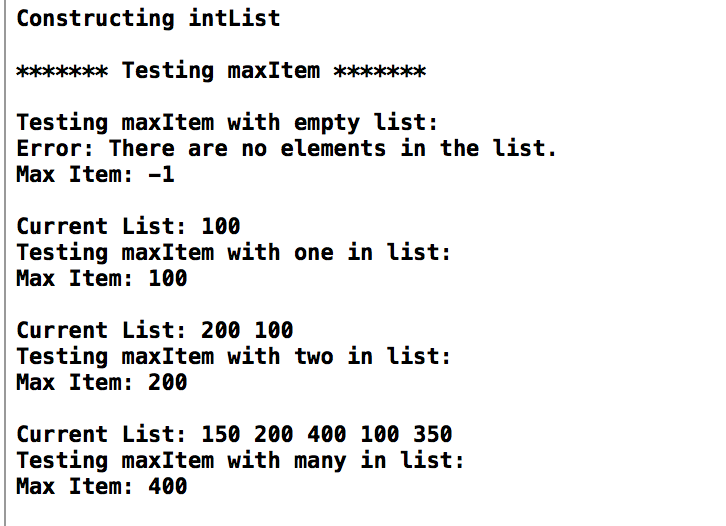 Constructing intList
******* Testing maxItem *******
Testing maxItem with empty list:
Error: There are no elements in the list.
Max Item: -1
Current List: 100
Testing maxItem with one in list:
Max Item: 100
Current List: 200 100
Testing maxItem with two in list:
Max Item: 200
Current List: 150 200 400 100 350
Testing maxItem with many in list:
Max Item: 400